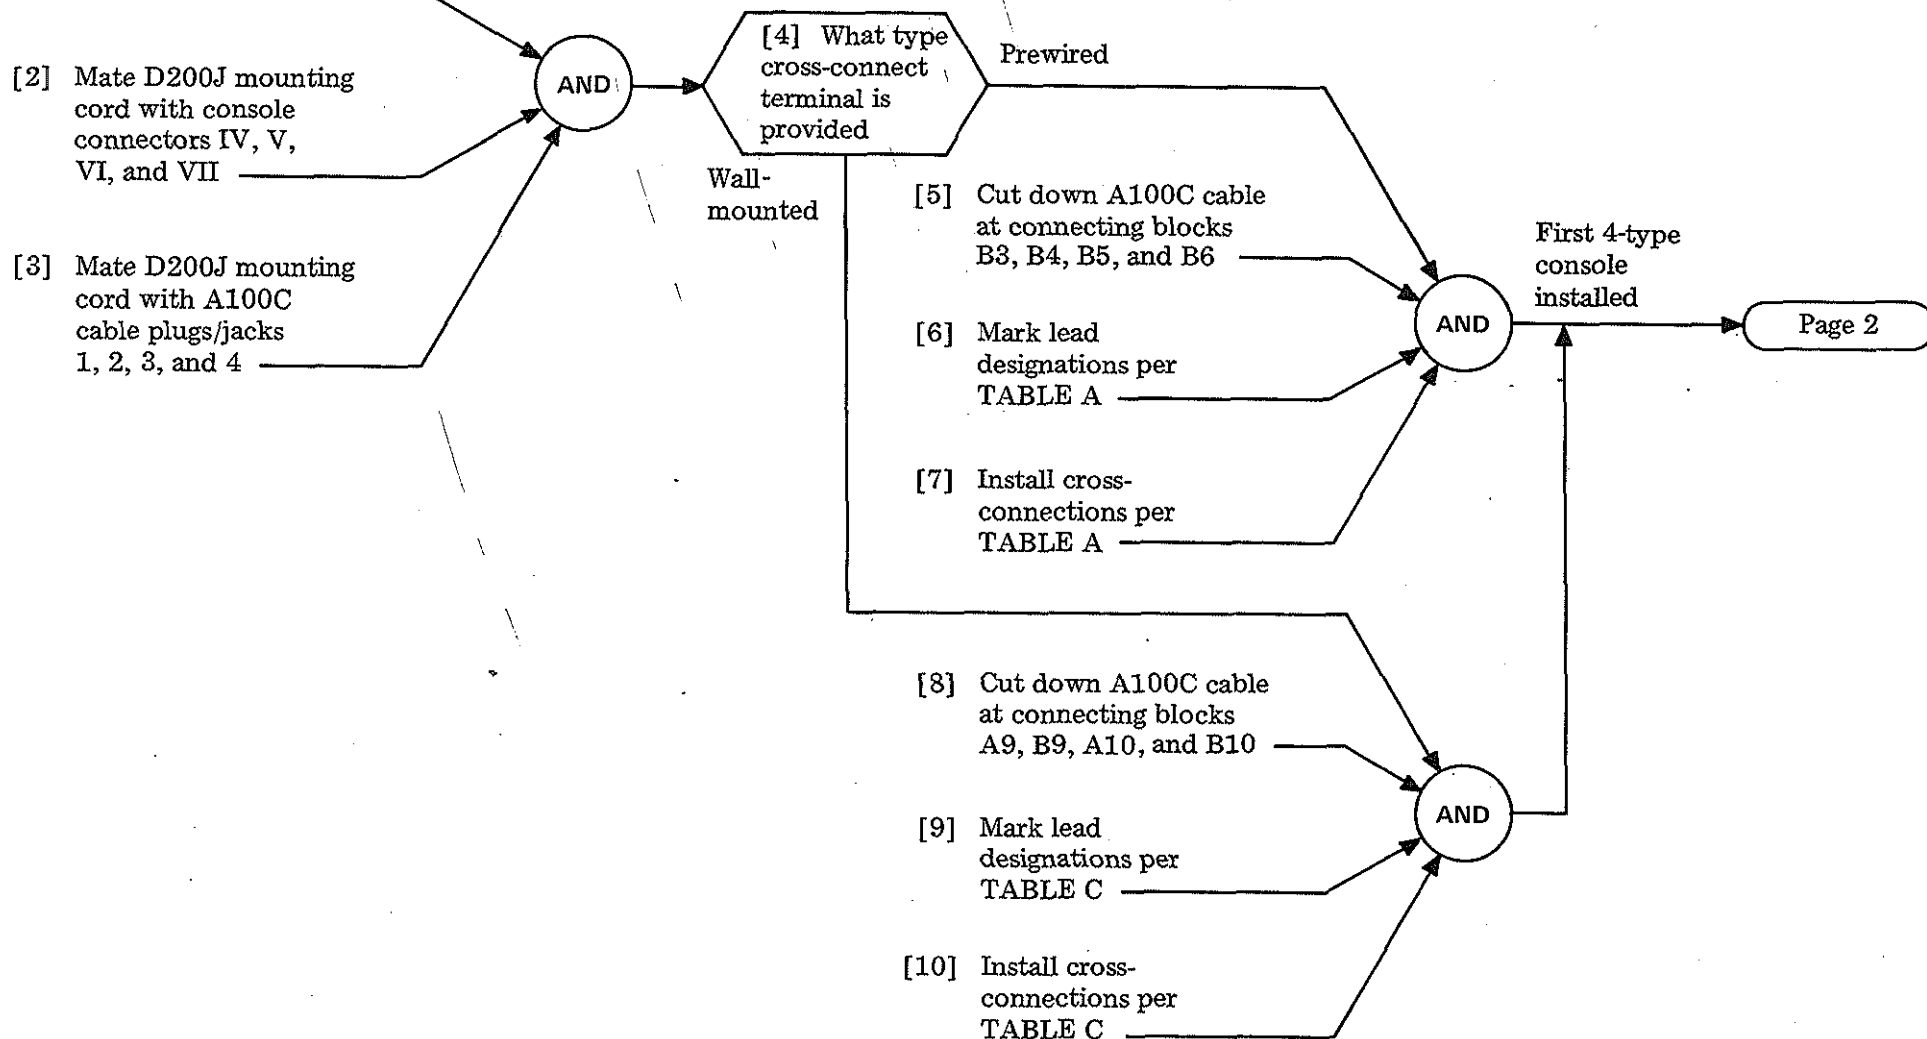 [2] Mate D200J mounting
cord with console
connectors IV, V,
VI, and VII
[3] Mate D200J mounting
cord with A100C
cable plugs/jacks
1, 2, 3, and 4
AND
[4] What type
cross-connect
terminal is
provided
Prewired
Wall-
mounted
[5] Cut down A100C cable
at connecting blocks
B3, B4, B5, and B6
[6] Mark lead
designations per
TABLE A
[7] Install cross-
connections per
TABLE A
AND
First 4-type
console
installed
Page 2
[8] Cut down A100C cable
at connecting blocks
A9, B9, A10, and B10
[9] Mark lead
designations per
TABLE C
[10] Install cross-
connections per
TABLE C
AND